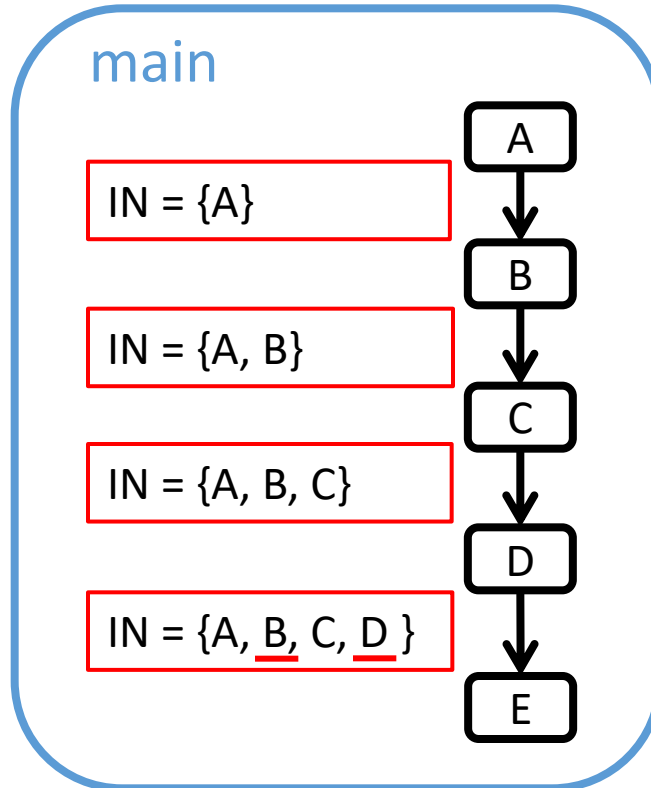 main
A
IN = {A}
B
IN = {A, B}
C
IN = {A, B, C}
D
IN = {A, B, C, D }
E